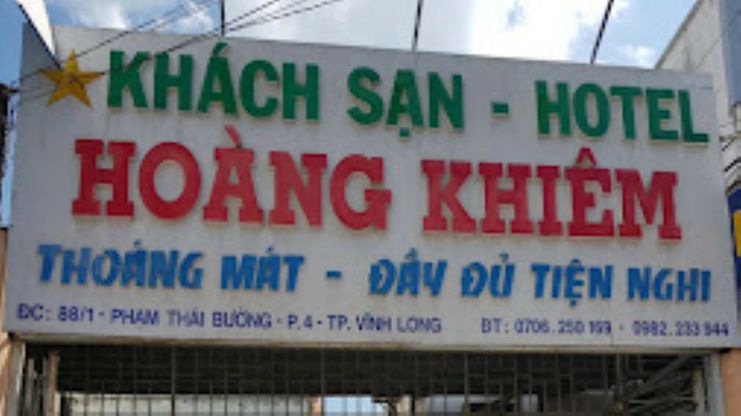 KHÁCH SẠN - HOTEL
HOÀNG KHIÊM
THOÁNG MÁT - ĐẦY ĐỦ TIỆN NGHI
ĐC: 88/1 - PHẠM THÁI BƯỜNG - P.4 - TP. VĨNH LONG ĐT: 0706.250 169 - 0982.233 944